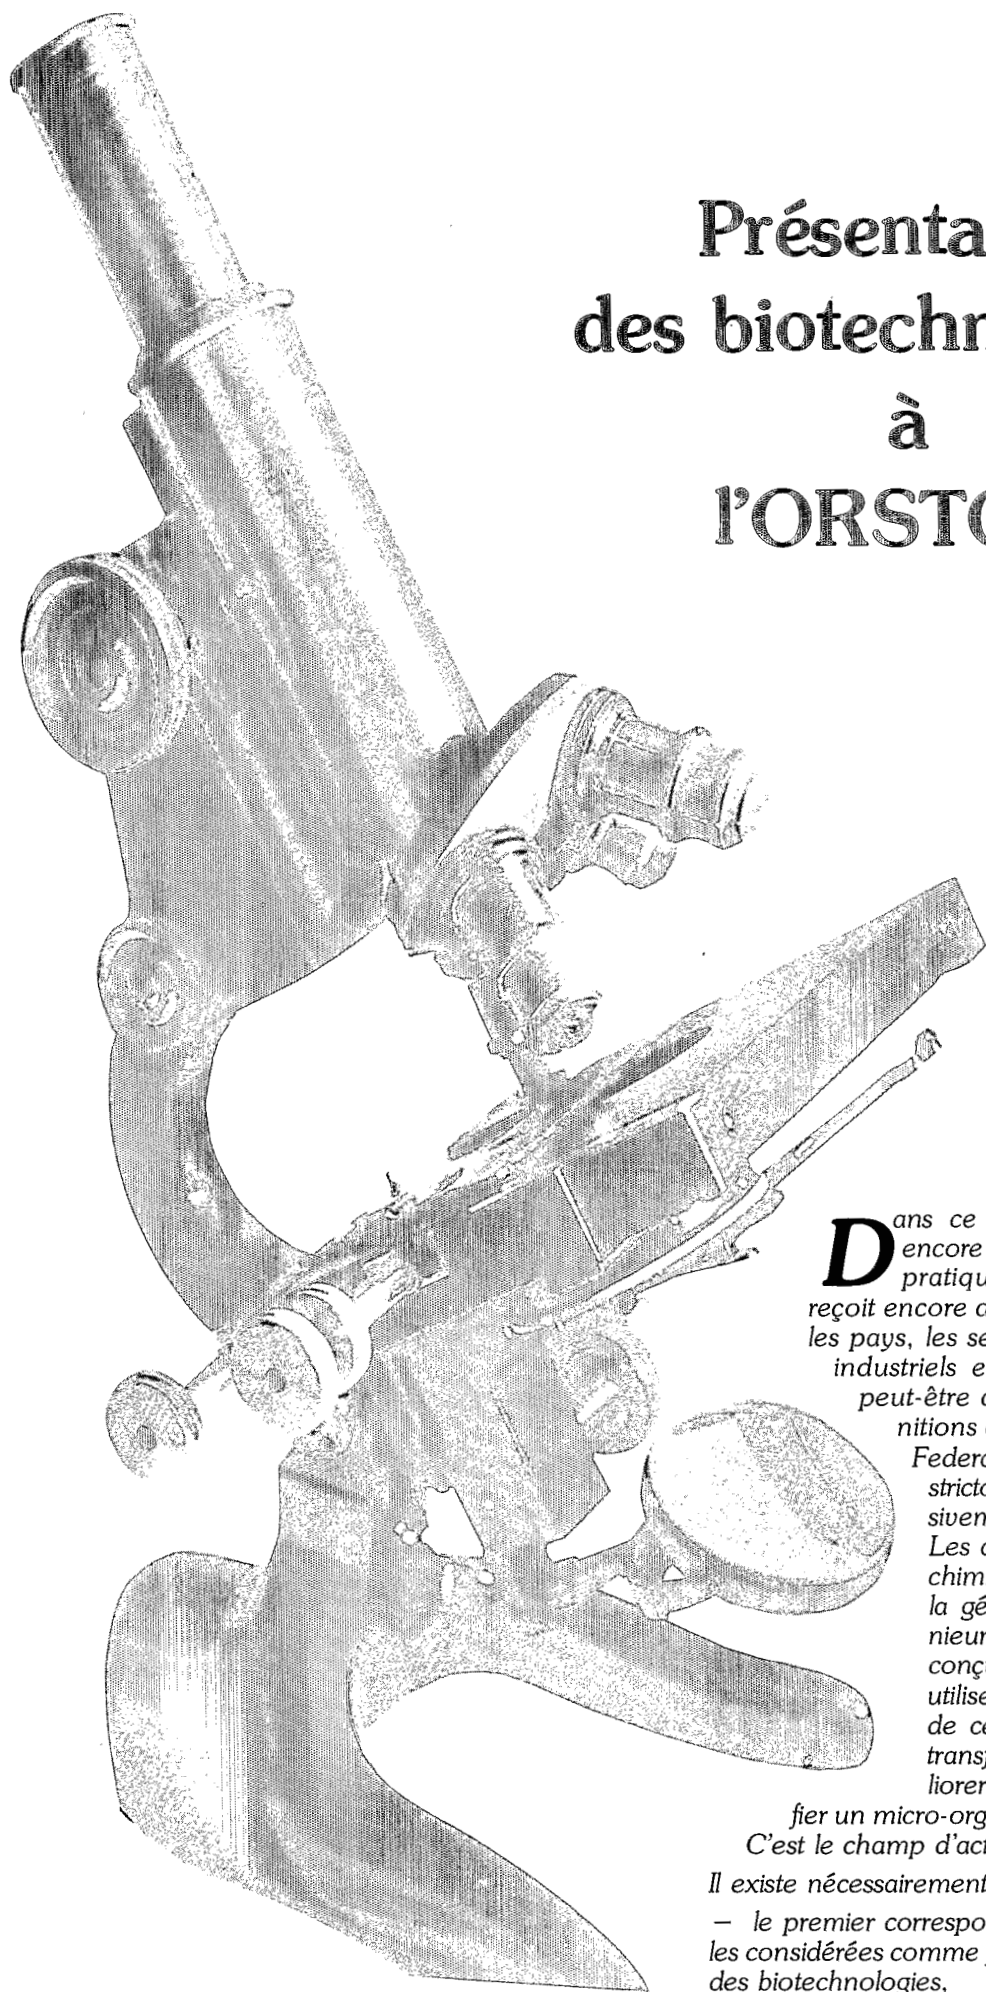 Présenta
des biotechn
à
l'ORSTO
Dans ce
encore
pratiqu
reçoit encore
les pays, les se
industriels e
peut-être
nitions
Federa
stricto
siven
Les
chim
la gé
nieur
conç
utilise
de ce
transf
liorer
fier un micro-org
C'est le champ d'act
Il existe nécessairement
— le premier correspo
les considérées comme
des biotechnologies,